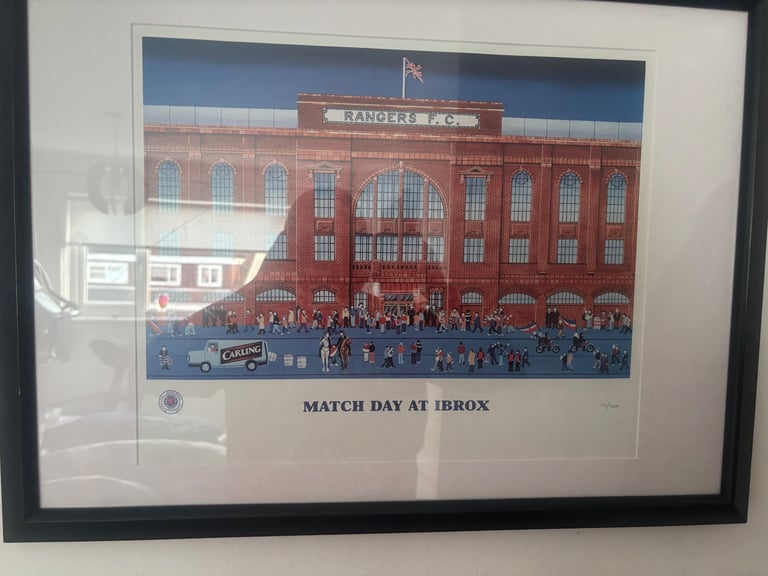 RANGERS F. C.
CARLING
MATCH DAY AT IBROX